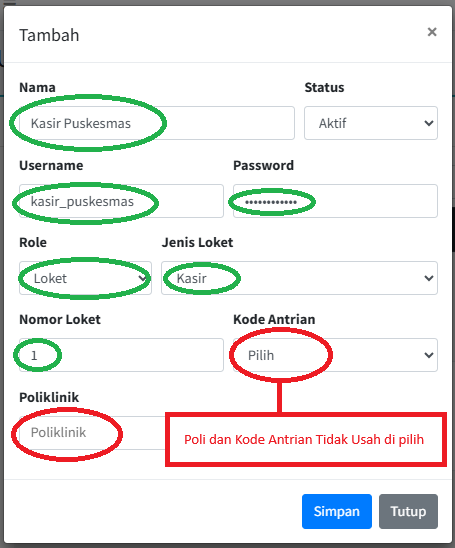 Tambah ×
Nama Status
Kasir Puskesmas Aktif
Username Password
kasir_puskesmas ••••••••••••
Role Jenis Loket
Loket Kasir
Nomor Loket Kode Antrian
1 Pilih
Poliklinik
Poliklinik
Poli dan Kode Antrian Tidak Usah di pilih
Simpan Tutup